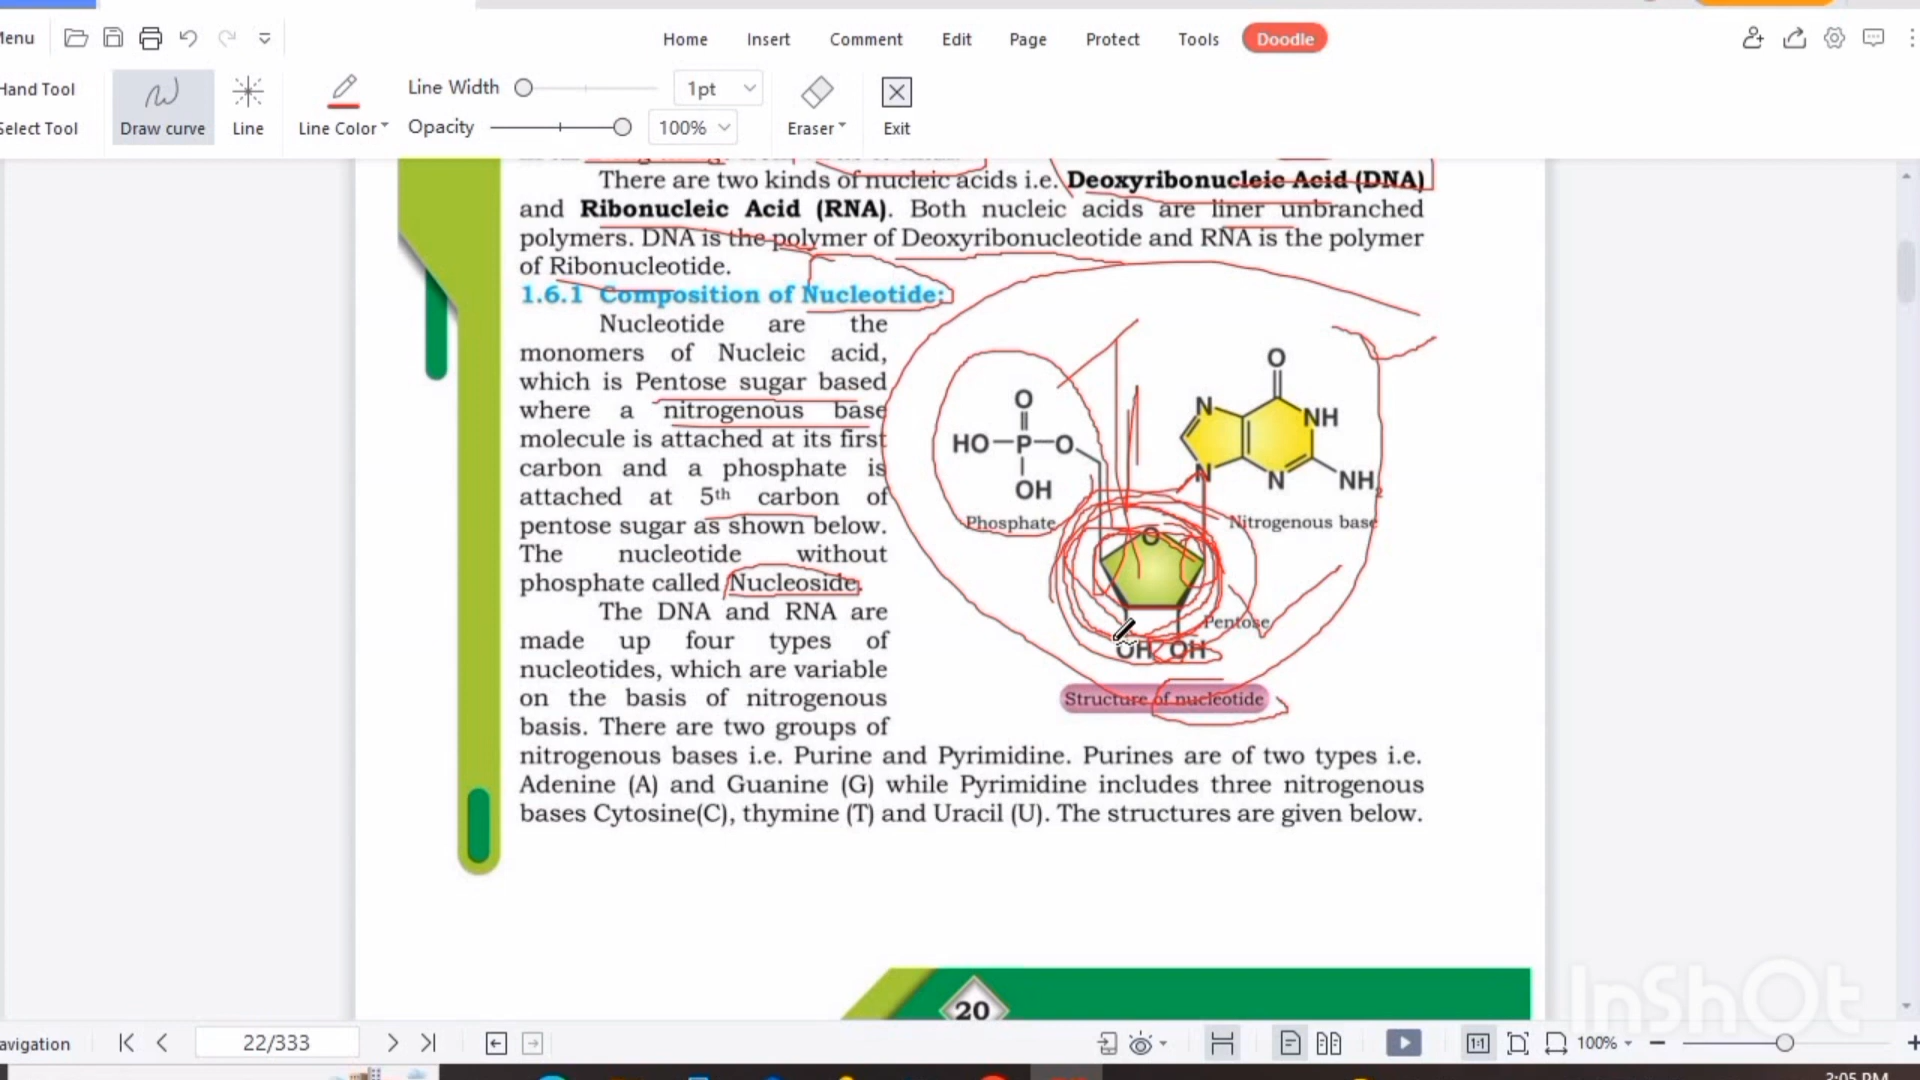 Menu
Home Insert Comment Edit Page Protect Tools Doodle
Hand Tool
Select Tool
Draw curve
Line
Line Color
Line Width
1pt
Opacity
100%
Eraser
Exit
There are two kinds of nucleic acids i.e. Deoxyribonucleic Acid (DNA)
and Ribonucleic Acid (RNA). Both nucleic acids are liner unbranched
polymers. DNA is the polymer of Deoxyribonucleotide and RNA is the polymer
of Ribonucleotide.
1.6.1 Composition of Nucleotide:
Nucleotide are the
monomers of Nucleic acid,
which is Pentose sugar based
where a nitrogenous base
molecule is attached at its first
carbon and a phosphate is
attached at 5th carbon of
pentose sugar as shown below.
The nucleotide without
phosphate called Nucleoside.
The DNA and RNA are
made up four types of
nucleotides, which are variable
on the basis of nitrogenous
basis. There are two groups of
nitrogenous bases i.e. Purine and Pyrimidine. Purines are of two types i.e.
Adenine (A) and Guanine (G) while Pyrimidine includes three nitrogenous
bases Cytosine(C), thymine (T) and Uracil (U). The structures are given below.
O
HO P O
OH
Phosphate
O
N NH
N N NH2
Nitrogenous base
O
Pentose
OH OH
Structure of nucleotide
20
InShOt
avigation
22/333
1:1
100%
2:05 PM